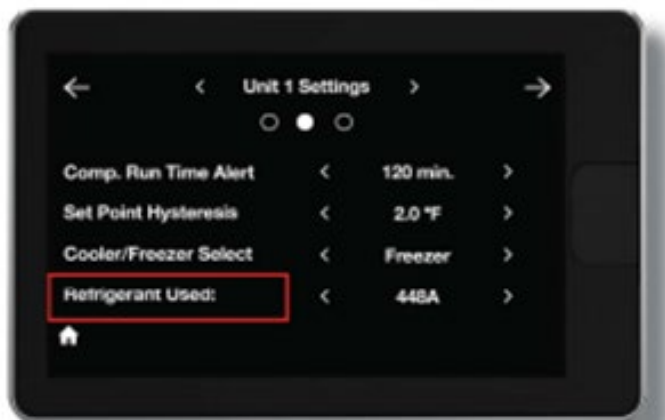 Unit 1 Settings
Comp. Run Time Alert 120 min.
Set Point Hysteresis 2.0 °F
Cooler/Freezer Select Freezer
Refrigerant Used: 448A